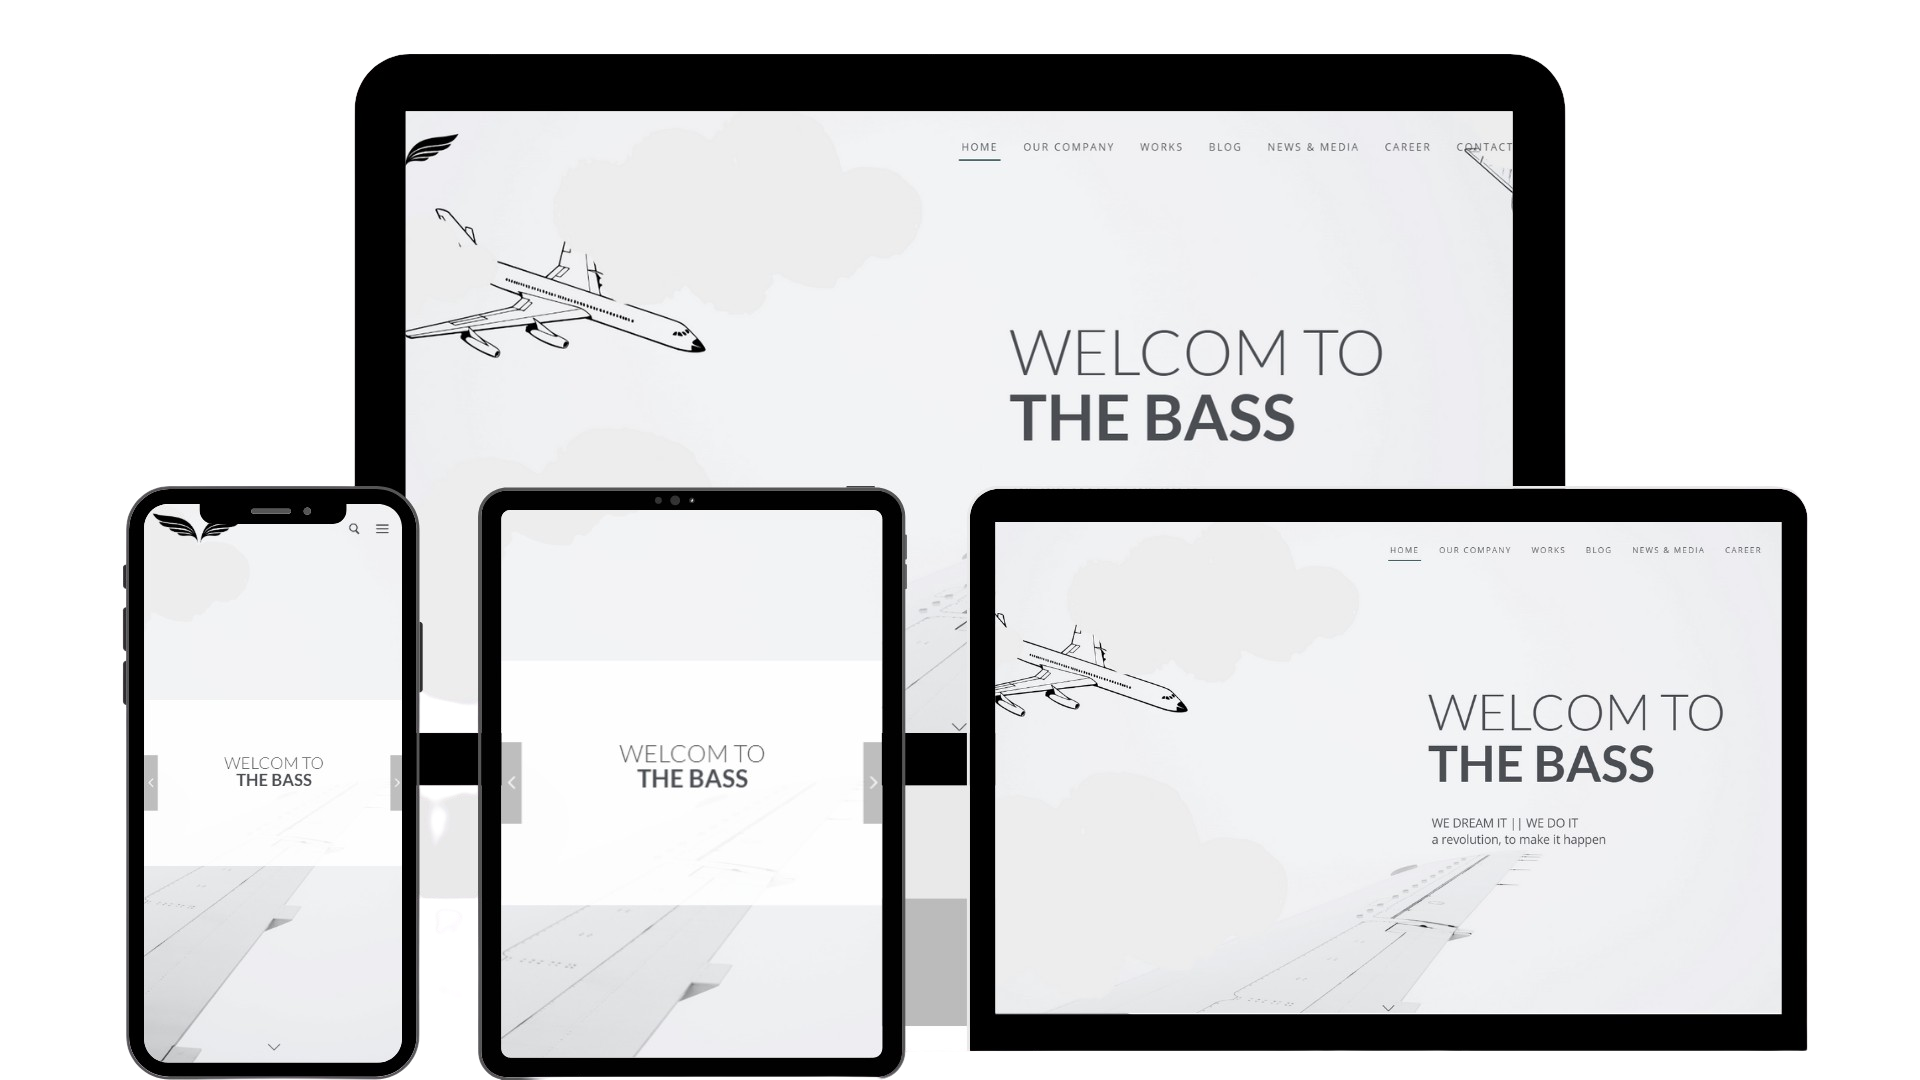 HOME OUR COMPANY WORKS BLOG NEWS & MEDIA CAREER CONTACT
WELCOM TO
THE BASS
WELCOM TO
THE BASS
WELCOM TO
THE BASS
HOME OUR COMPANY WORKS BLOG NEWS & MEDIA CAREER
WELCOM TO
THE BASS
WE DREAM IT || WE DO IT
a revolution, to make it happen